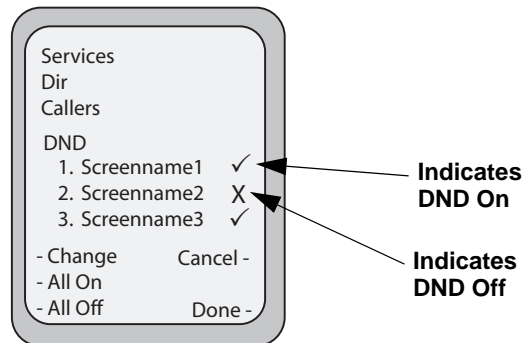 Services
Dir
Callers
DND
1. Screenname1 ✓
2. Screenname2 X
3. Screenname3 ✓
- Change Cancel -
- All On
- All Off Done -
Indicates
DND On
Indicates
DND Off